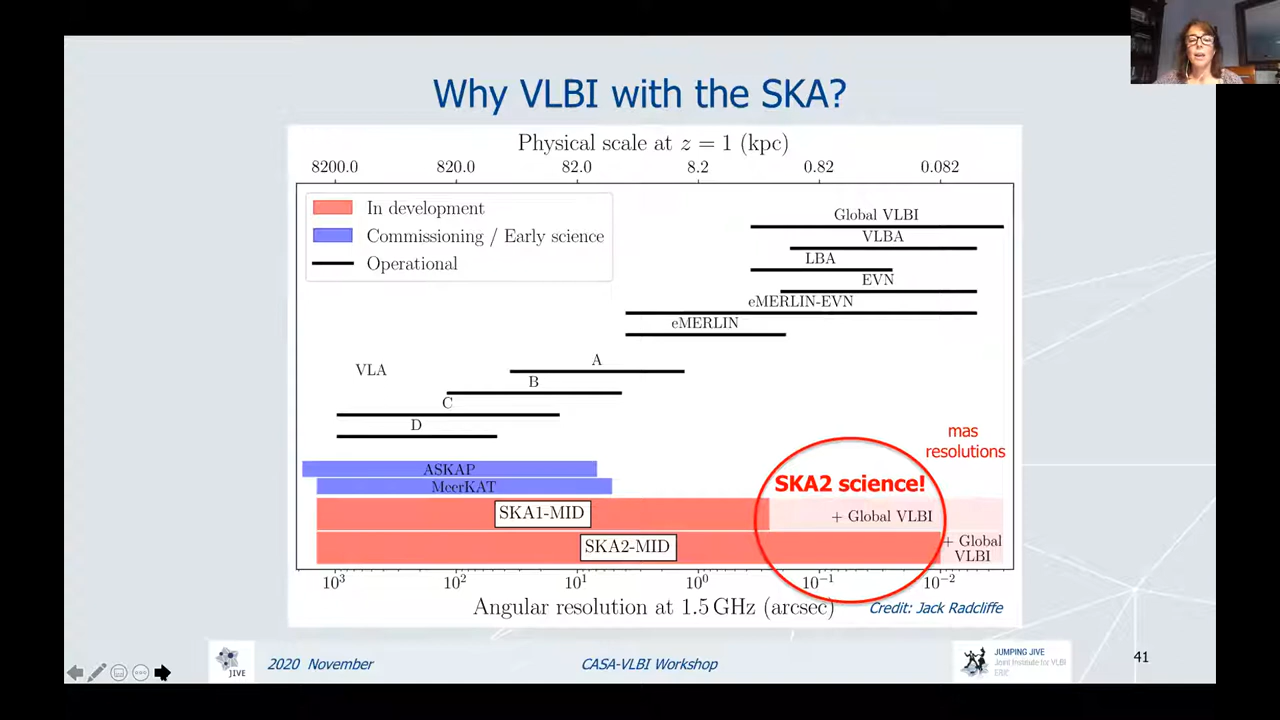 Why VLBI with the SKA?
Physical scale at z = 1 (kpc)
8200.0 820.0 82.0 8.2 0.82 0.082
In development
Commissioning / Early science
Operational
Global VLBI
VLBA
LBA
EVN
eMERLIN-EVN
eMERLIN
VLA
A
B
C
D
ASKAP
MeerKAT
mas
resolutions
SKA2 science!
SKA1-MID
+ Global VLBI
SKA2-MID
+ Global
VLBI
10³ 10² 10¹ 10⁰ 10⁻¹ 10⁻²
Angular resolution at 1.5 GHz (arcsec)
Credit: Jack Radcliffe
JIVE
2020 November
CASA-VLBI Workshop
JUMPING JIVE
Joint Institute for VLBI
ERIC
41